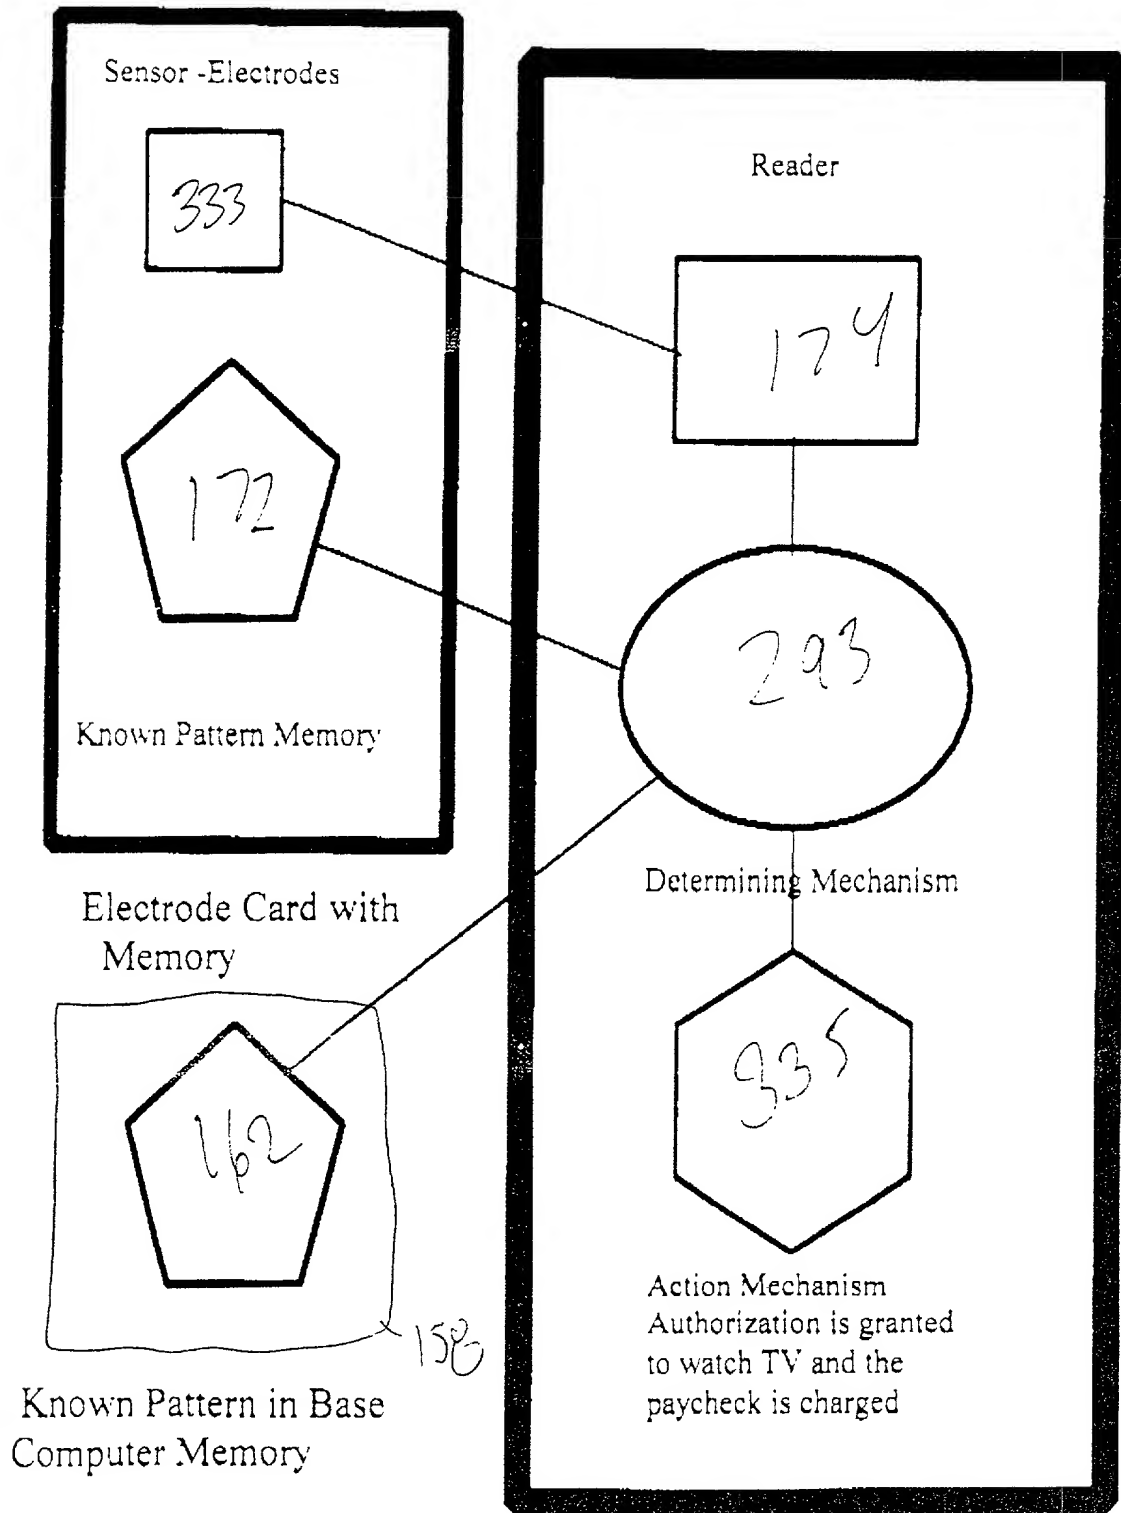 Sensor -Electrodes
333
172
Known Pattern Memory
Electrode Card with
Memory
162
158
Known Pattern in Base
Computer Memory
Reader
174
293
Determining Mechanism
335
Action Mechanism
Authorization is granted
to watch TV and the
paycheck is charged